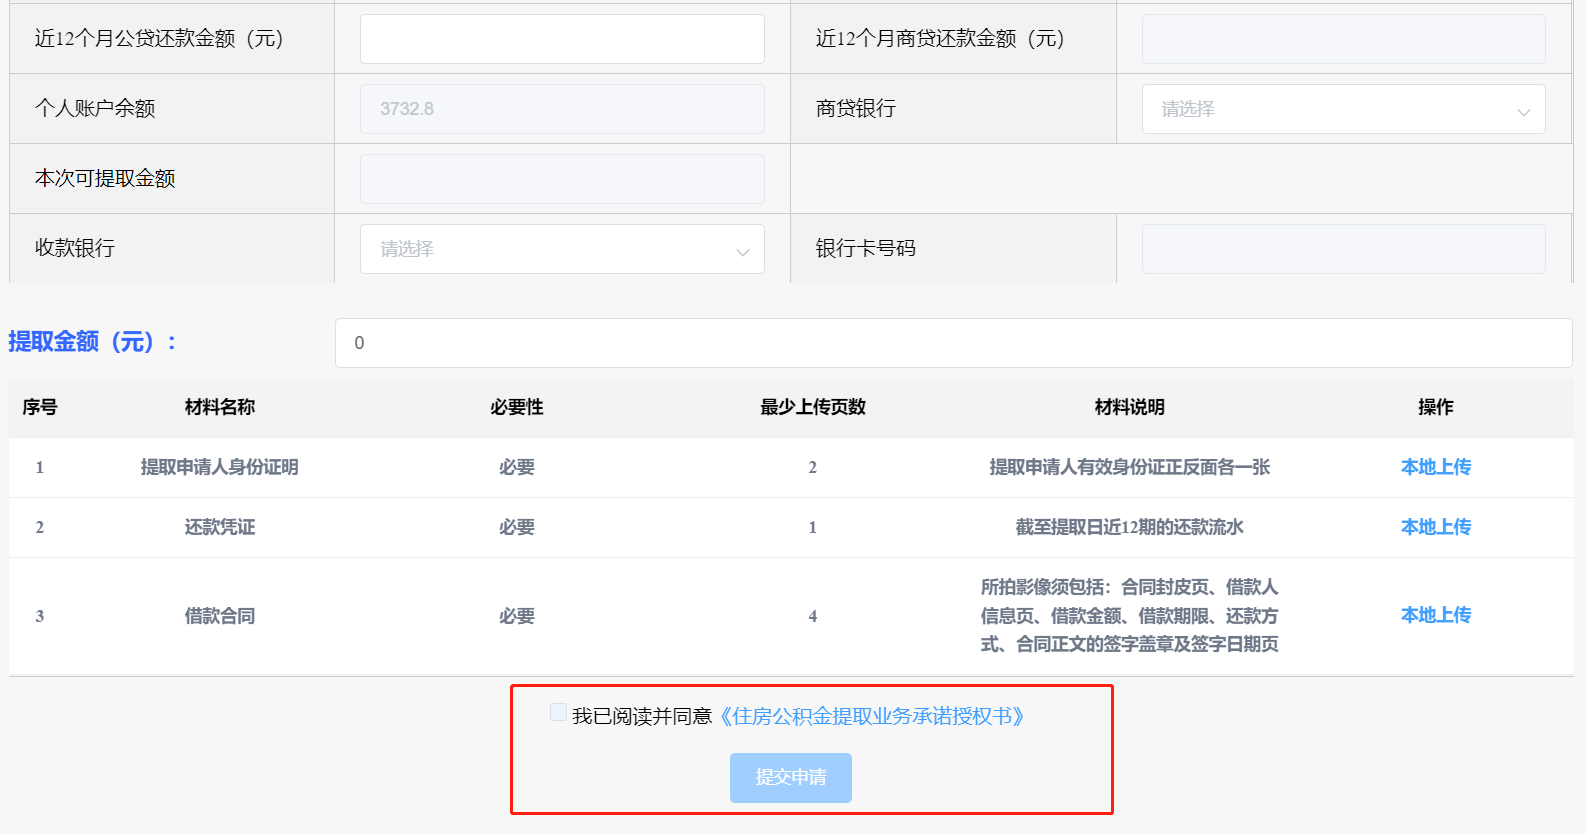 近12个月公贷还款金额（元） 近12个月商贷还款金额（元）
个人账户余额 3732.8 商贷银行 请选择
本次可提取金额
收款银行 请选择 银行卡号码
提取金额（元）： 0
序号 材料名称 必要性 最少上传页数 材料说明 操作
1 提取申请人身份证明 必要 2 提取申请人有效身份证正反面各一张 本地上传
2 还款凭证 必要 1 截至提取日近12期的还款流水 本地上传
所拍影像须包括：合同封皮页、借款人
3 借款合同 必要 4 信息页、借款金额、借款期限、还款方 本地上传
式、合同正文的签字盖章及签字日期页
我已阅读并同意《住房公积金提取业务承诺授权书》
提交申请